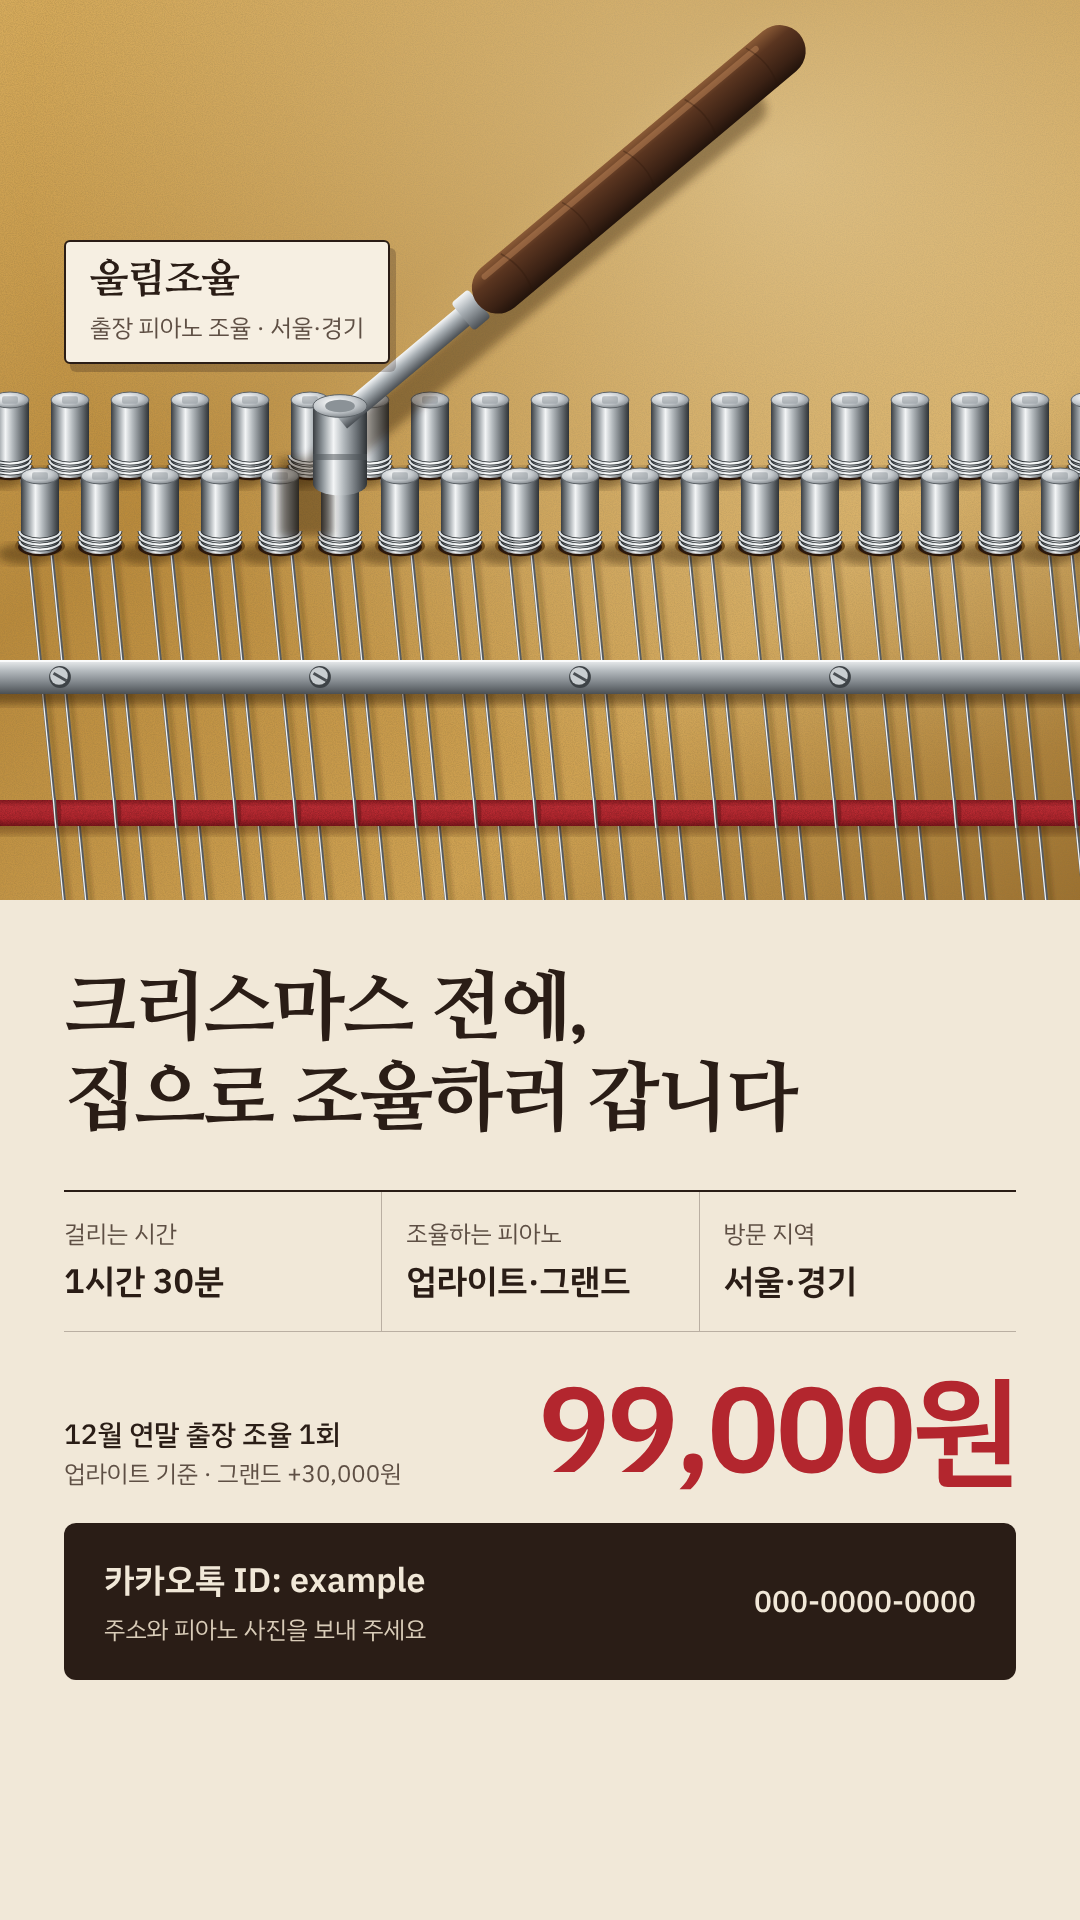 울림조율
출장 피아노 조율 · 서울·경기
크리스마스 전에,
집으로 조율하러 갑니다
걸리는 시간
1시간 30분
조율하는 피아노
업라이트·그랜드
방문 지역
서울·경기
12월 연말 출장 조율 1회
업라이트 기준 · 그랜드 +30,000원
99,000원
카카오톡 ID: example
주소와 피아노 사진을 보내 주세요
000-0000-0000